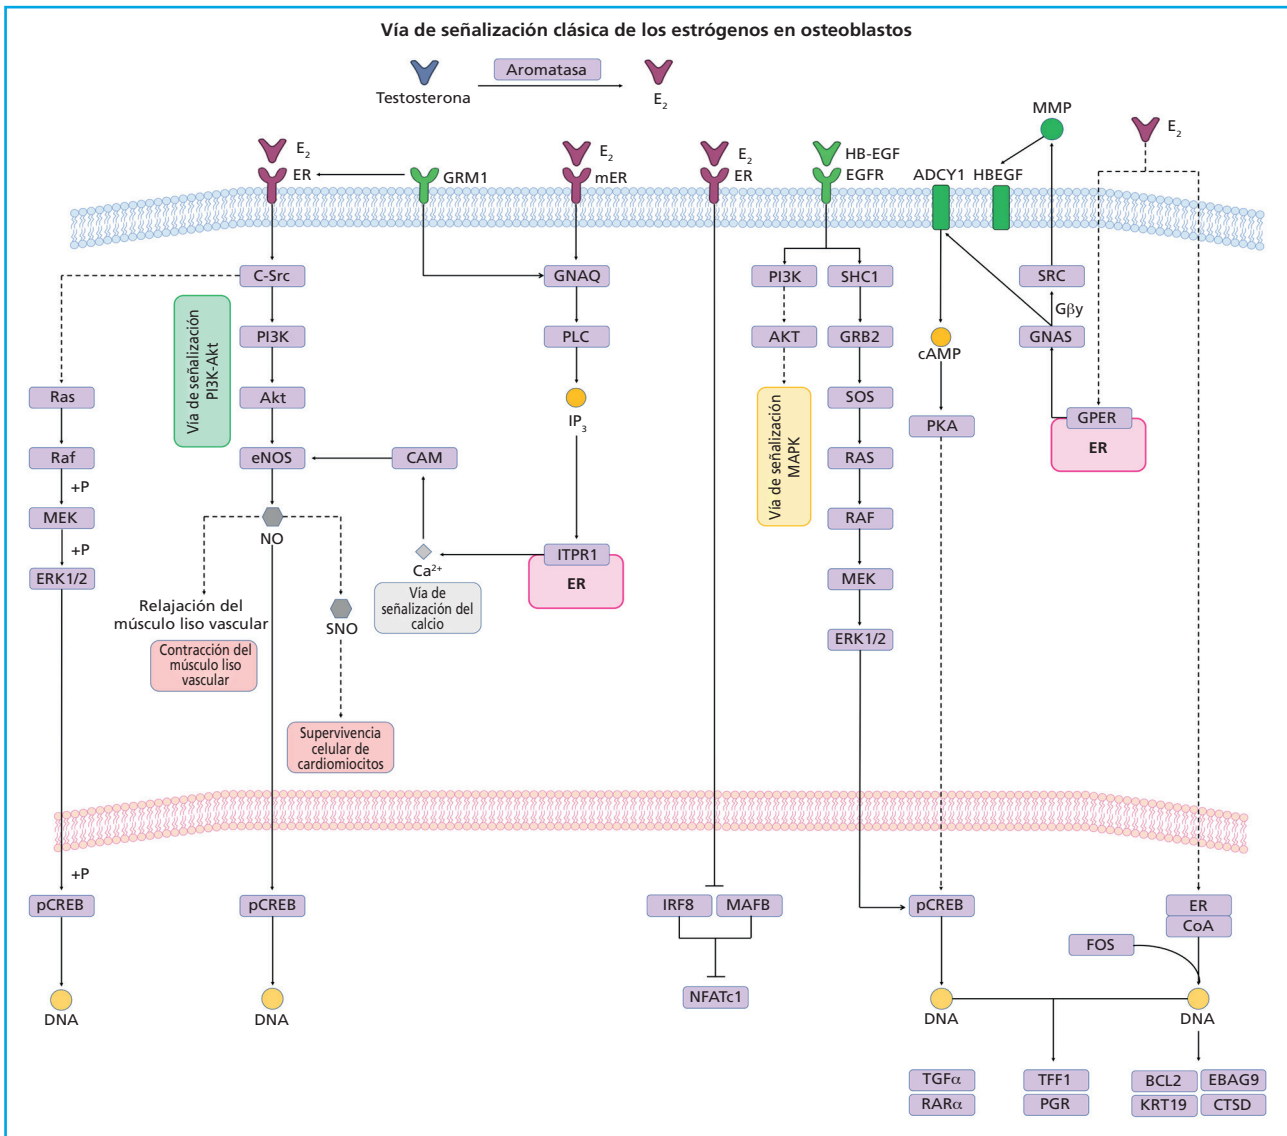 Vía de señalización clásica de los estrógenos en osteoblastos
Aromatasa
Testosterona
E2
MMP
E2
E2
ER
GRM1
E2
mER
E2
ER
HB-EGF
EGFR
ADCY1
HBEGF
C-Src
GNAQ
PI3K
SHC1
SRC
Gβy
Vía de señalización
PI3K-Akt
PI3K
PLC
AKT
GRB2
cAMP
GNAS
Ras
Akt
IP3
Vía de señalización
MAPK
SOS
PKA
GPER
ER
Raf
eNOS
CAM
RAS
+P
MEK
NO
RAF
+P
ERK1/2
Ca2+
ITPR1
ER
MEK
Relajación del
músculo liso vascular
SNO
Vía de
señalización del
calcio
ERK1/2
Contracción del
músculo liso
vascular
Supervivencia
celular de
cardiomiocitos
+P
pCREB
pCREB
IRF8
MAFB
pCREB
ER
CoA
FOS
NFATc1
DNA
DNA
DNA
DNA
TGFα
RARα
TFF1
PGR
BCL2
EBAG9
KRT19
CTSD